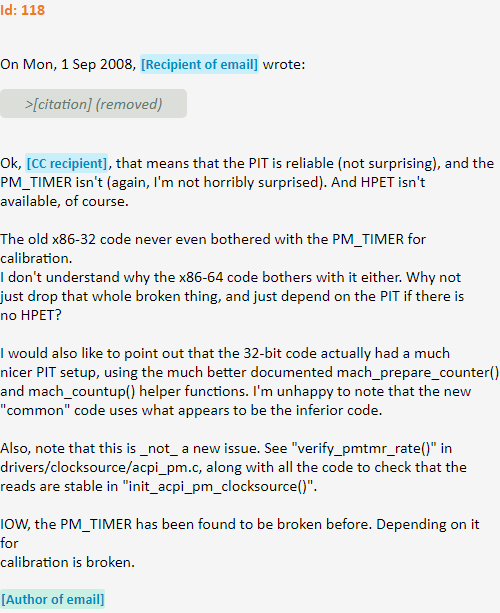 Id: 118
On Mon, 1 Sep 2008, [Recipient of email] wrote:
>[citation] (removed)
Ok, [CC recipient], that means that the PIT is reliable (not surprising), and the
PM_TIMER isn't (again, I'm not horribly surprised). And HPET isn't
available, of course.
The old x86-32 code never even bothered with the PM_TIMER for
calibration.
I don't understand why the x86-64 code bothers with it either. Why not
just drop that whole broken thing, and just depend on the PIT if there is
no HPET?
I would also like to point out that the 32-bit code actually had a much
nicer PIT setup, using the much better documented mach_prepare_counter()
and mach_countup() helper functions. I'm unhappy to note that the new
"common" code uses what appears to be the inferior code.
Also, note that this is _not_ a new issue. See "verify_pmtmr_rate()" in
drivers/clocksource/acpi_pm.c, along with all the code to check that the
reads are stable in "init_acpi_pm_clocksource()".
IOW, the PM_TIMER has been found to be broken before. Depending on it
for
calibration is broken.
[Author of email]